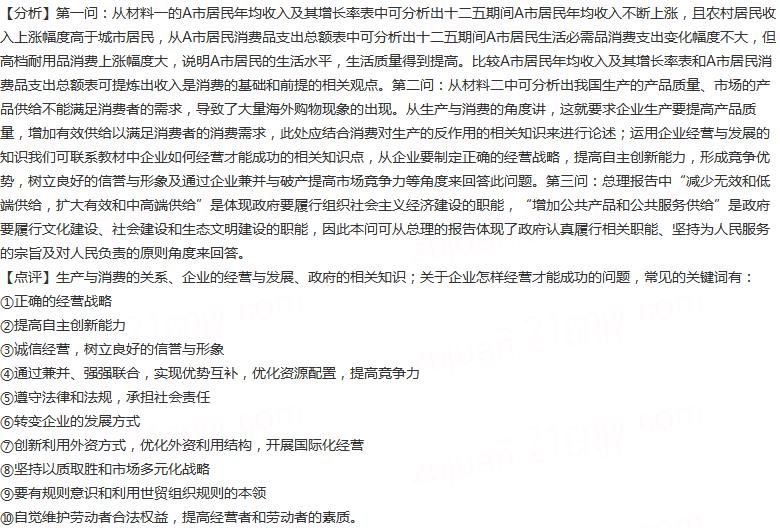 【分析】第一问：从材料一的A市居民年均收入及其增长率表中可分析出十二五期间A市居民年均收入不断上涨，且农村居民收
入上涨幅度高于城市居民，从A市居民消费品支出总额表中可分析出十二五期间A市居民生活必需品消费支出变化幅度不大，但
高档耐用品消费上涨幅度大，说明A市居民的生活水平，生活质量得到提高。比较A市居民年均收入及其增长率表和A市居民消
费品支出总额表可提炼出收入是消费的基础和前提的相关观点。第二问：从材料二中可分析出我国生产的产品质量、市场的产
品供给不能满足消费者的需求，导致了大量海外购物现象的出现。从生产与消费的角度讲，这就要求企业生产要提高产品质
量，增加有效供给以满足消费者的消费需求，此处应结合消费对生产的反作用的相关知识来进行论述；运用企业经营与发展的
知识我们可联系教材中企业如何经营才能成功的相关知识点，从企业要制定正确的经营战略，提高自主创新能力，形成竞争优
势，树立良好的信誉与形象及通过企业兼并与破产提高市场竞争力等角度来回答此问题。第三问：总理报告中“减少无效和低
端供给，扩大有效和中高端供给”是体现政府要履行组织社会主义经济建设的职能，“增加公共产品和公共服务供给”是政府
要履行文化建设、社会建设和生态文明建设的职能，因此本问可从总理的报告体现了政府认真履行相关职能、坚持为人民服务
的宗旨及对人民负责的原则角度来回答。
【点评】生产与消费的关系、企业的经营与发展、政府的相关知识；关于企业怎样经营才能成功的问题，常见的关键词有：
①正确的经营战略
②提高自主创新能力
③诚信经营，树立良好的信誉与形象
④通过兼并、强强联合，实现优势互补，优化资源配置，提高竞争力
⑤遵守法律和法规，承担社会责任
⑥转变企业的发展方式
⑦创新利用外资方式，优化外资利用结构，开展国际化经营
⑧坚持以质取胜和市场多元化战略
⑨要有规则意识和利用世贸组织规则的本领
⑩自觉维护劳动者合法权益，提高经营者和劳动者的素质。